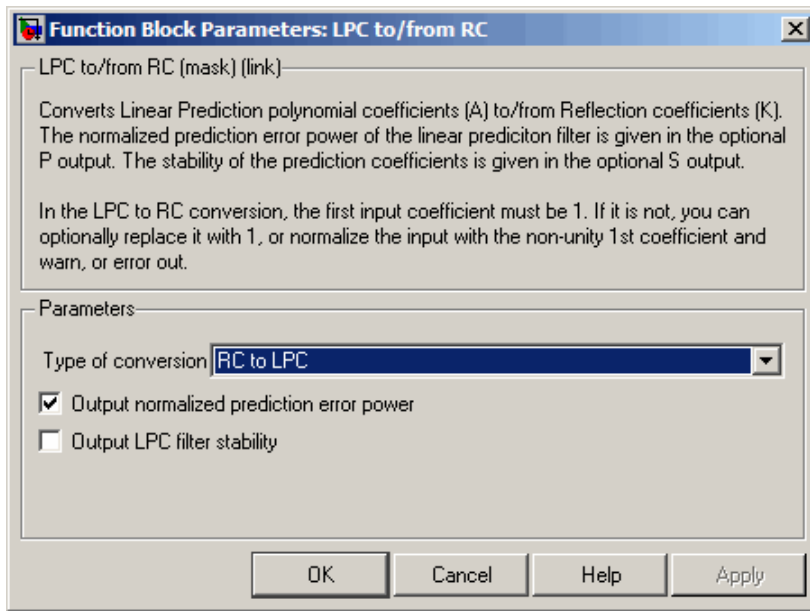 Function Block Parameters: LPC to/from RC
LPC to/from RC (mask) (link)
Converts Linear Prediction polynomial coefficients (A) to/from Reflection coefficients (K).
The normalized prediction error power of the linear prediciton filter is given in the optional
P output. The stability of the prediction coefficients is given in the optional S output.
In the LPC to RC conversion, the first input coefficient must be 1. If it is not, you can
optionally replace it with 1, or normalize the input with the non-unity 1st coefficient and
warn, or error out.
Parameters
Type of conversion RC to LPC
Output normalized prediction error power
Output LPC filter stability
OK Cancel Help Apply